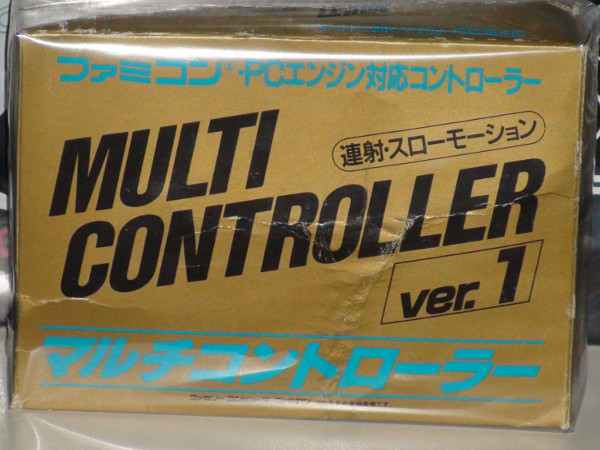 ファミコン®・PCエンジン対応コントローラー
連射・スローモーション
MULTI
CONTROLLER
ver. 1
マルチコントローラー